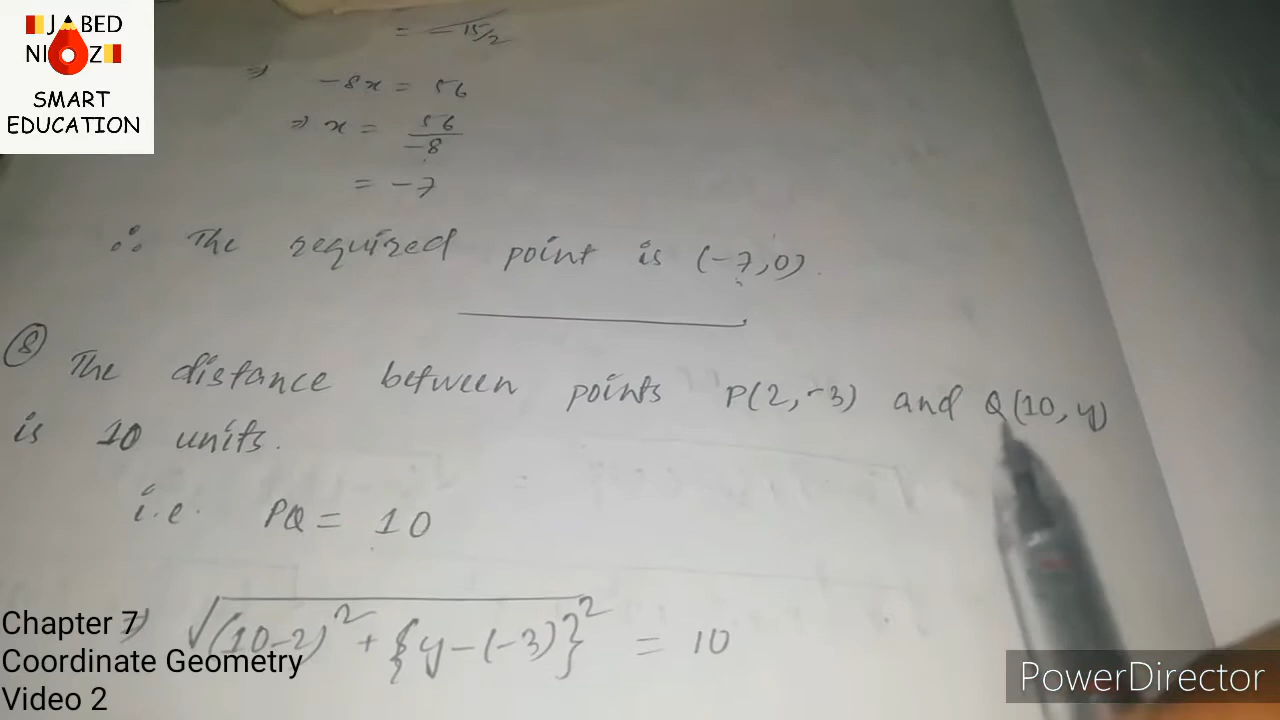 JABED
NIOZ
SMART
EDUCATION
= -15/2
⇒ -8x = 56
⇒ x = 56/-8
= -7
∴ The required point is (-7,0).
⑧ The distance between points P(2,-3) and Q(10,y)
is 10 units.
i.e. PQ = 10
⇒ √(10-2)² + {y-(-3)}² = 10
Chapter 7
Coordinate Geometry
Video 2
PowerDirector